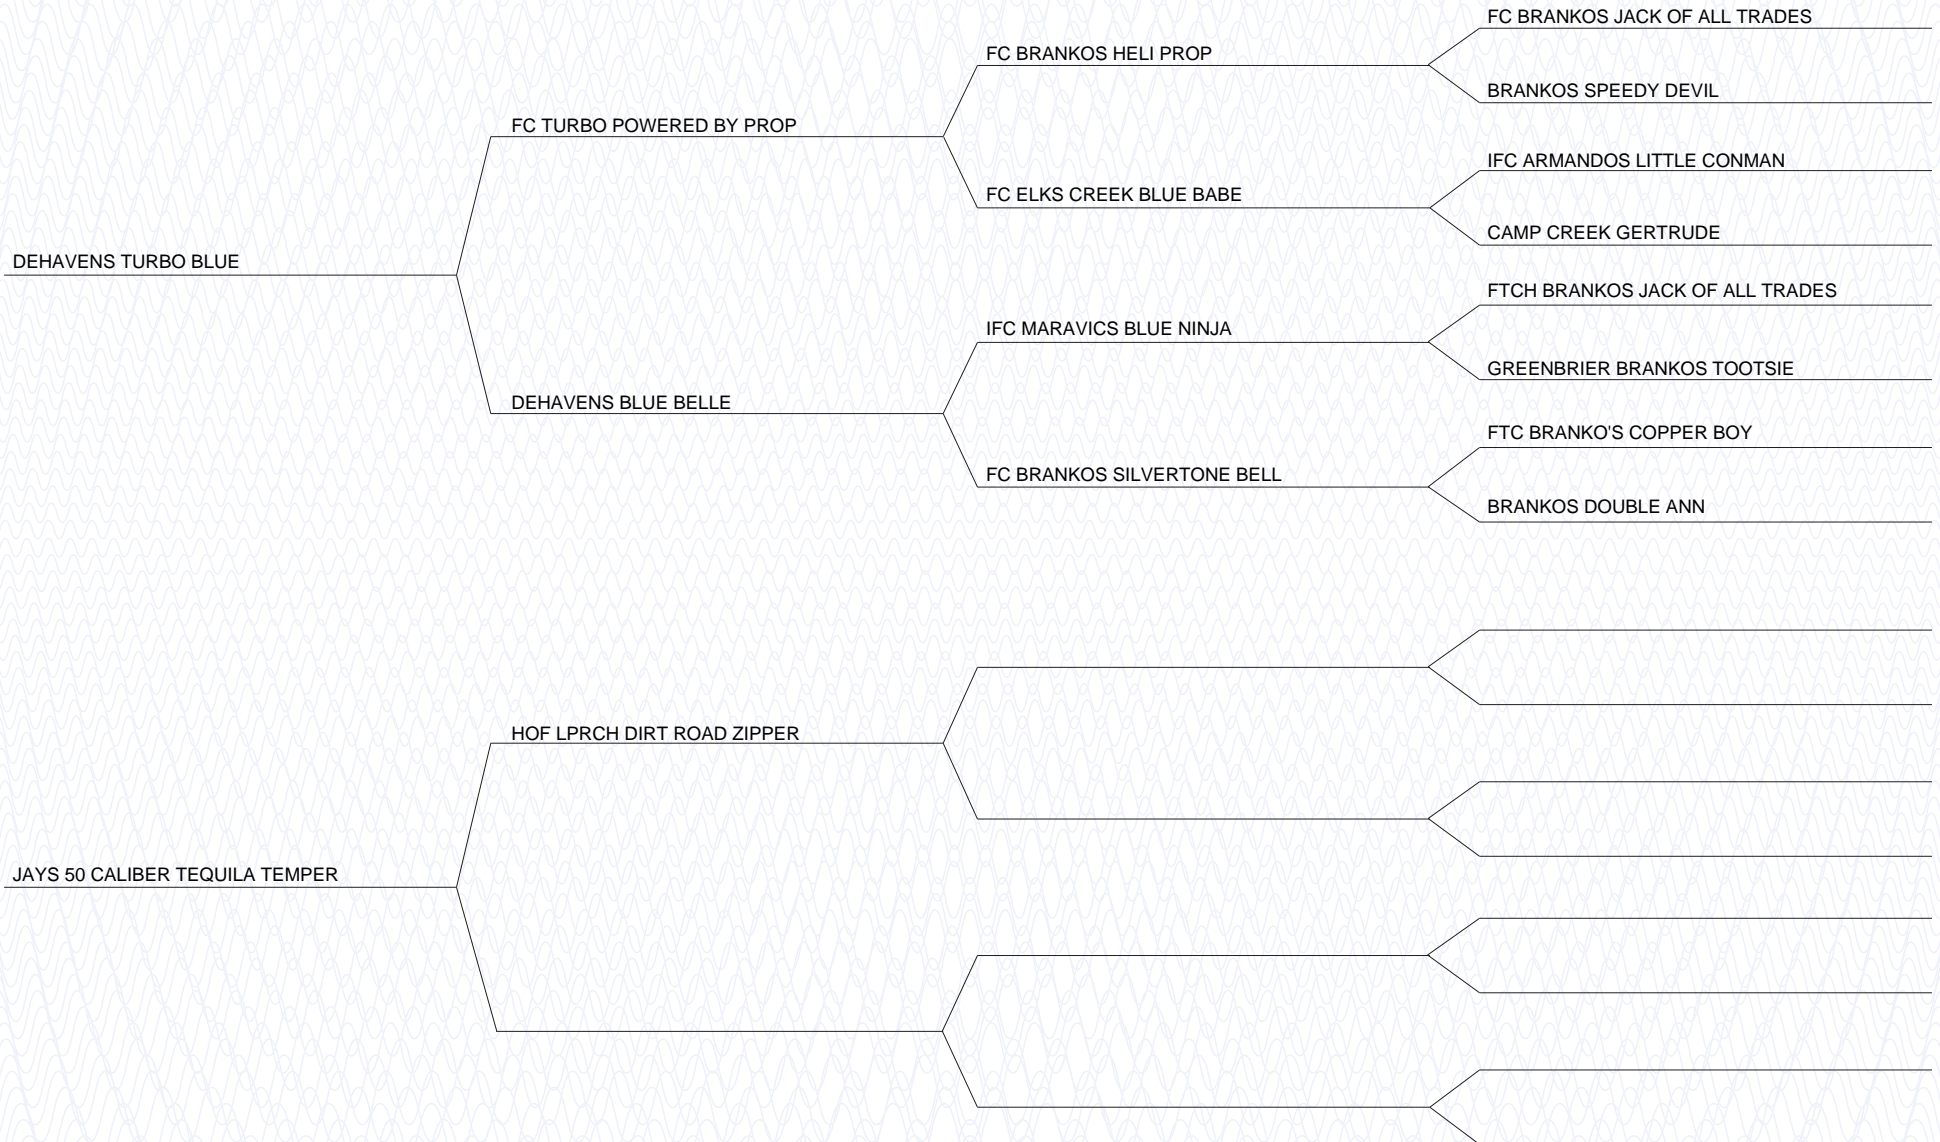 FC BRANKOS JACK OF ALL TRADES
FC BRANKOS HELI PROP
BRANKOS SPEEDY DEVIL
FC TURBO POWERED BY PROP
IFC ARMANDOS LITTLE CONMAN
FC ELKS CREEK BLUE BABE
CAMP CREEK GERTRUDE
DEHAVENS TURBO BLUE
FTCH BRANKOS JACK OF ALL TRADES
IFC MARAVICS BLUE NINJA
GREENBRIER BRANKOS TOOTSIE
DEHAVENS BLUE BELLE
FTC BRANKO'S COPPER BOY
FC BRANKOS SILVERTONE BELL
BRANKOS DOUBLE ANN
HOF LPRCH DIRT ROAD ZIPPER
JAYS 50 CALIBER TEQUILA TEMPER